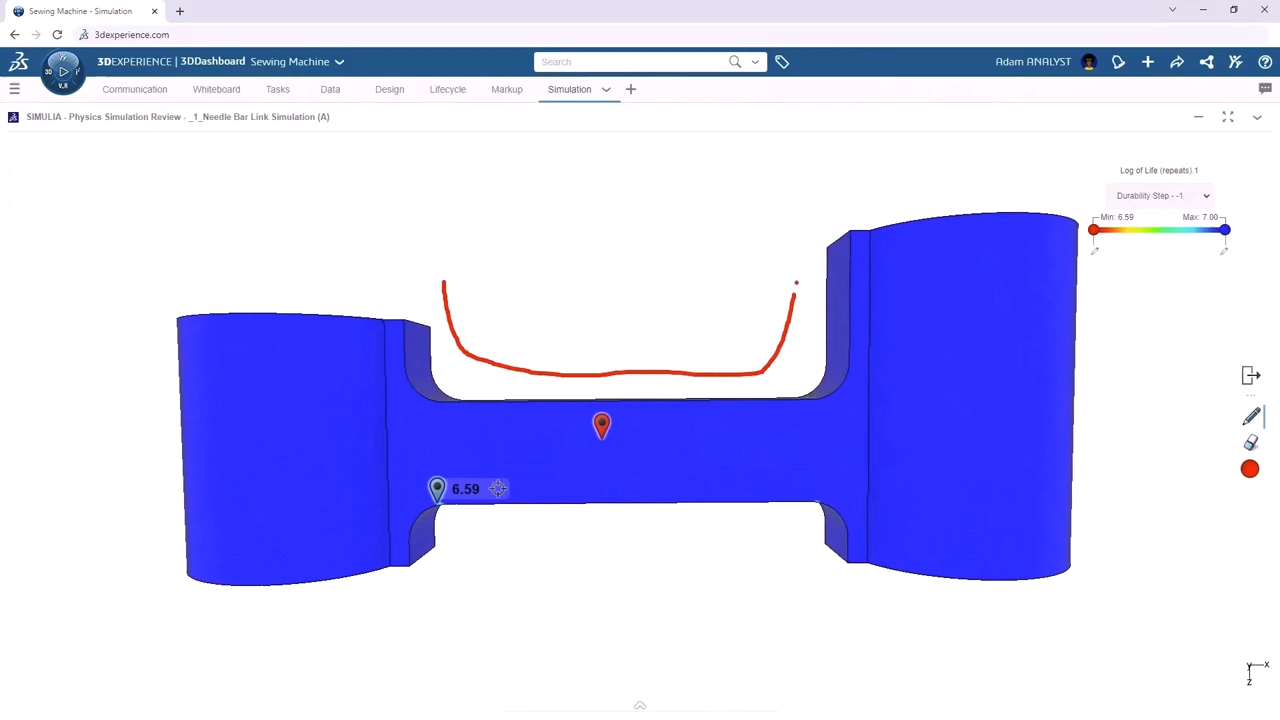 Sewing Machine - Simulation
3dexperience.com
3DEXPERIENCE | 3DDashboard Sewing Machine
Search
Adam ANALYST
3D
V.R
Communication Whiteboard Tasks Data Design Lifecycle Markup Simulation
SIMULIA - Physics Simulation Review - _1_Needle Bar Link Simulation (A)
Log of Life (repeats).1
Durability Step - -1
Min: 6.59 Max: 7.00
6.59
Y X
Z